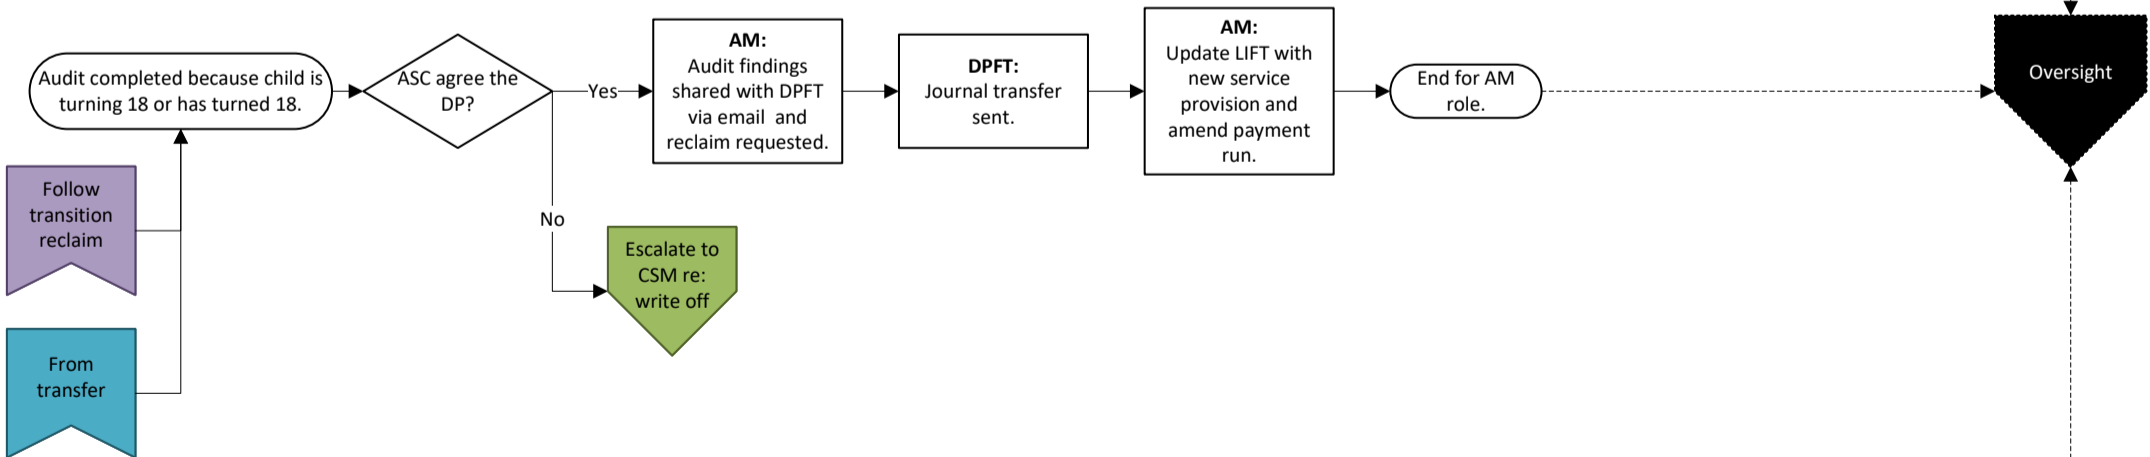 Audit completed because child is
turning 18 or has turned 18.
ASC agree the
DP?
Yes
No
AM:
Audit findings
shared with DPFT
via email and
reclaim requested.
DPFT:
Journal transfer
sent.
AM:
Update LIFT with
new service
provision and
amend payment
run.
End for AM
role.
Oversight
Follow
transition
reclaim
Escalate to
CSM re:
write off
From
transfer